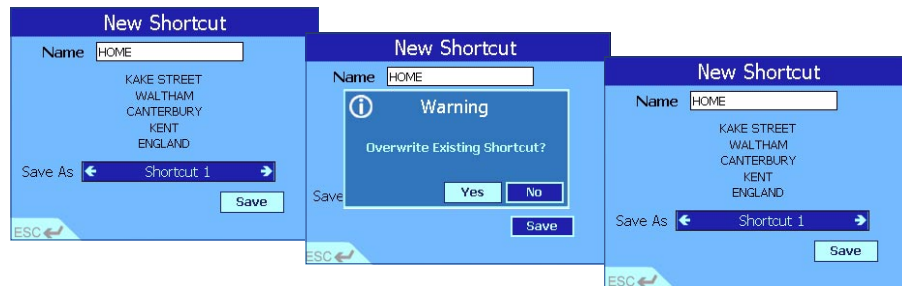 New Shortcut
Name HOME
KAKE STREET
WALTHAM
CANTERBURY
KENT
ENGLAND
Save As Shortcut 1
Save
ESC
New Shortcut
Name HOME
Warning
Overwrite Existing Shortcut?
Yes No
Save
Save
ESC
New Shortcut
Name HOME
KAKE STREET
WALTHAM
CANTERBURY
KENT
ENGLAND
Save As Shortcut 1
Save
ESC